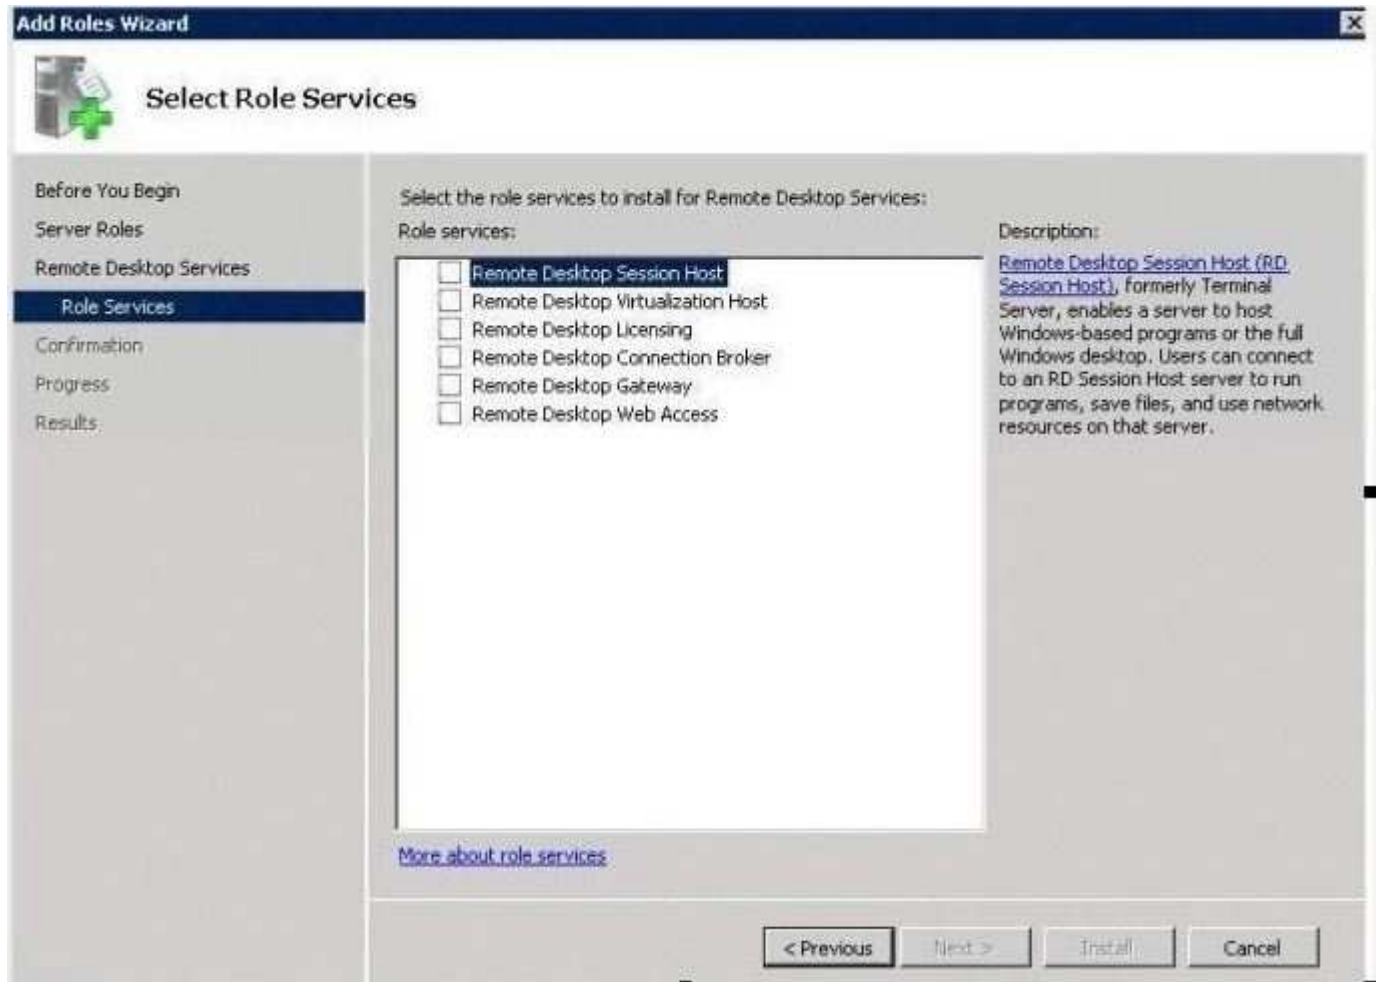 Add Roles Wizard
Select Role Services
Before You Begin
Server Roles
Remote Desktop Services
Role Services
Confirmation
Progress
Results
Select the role services to install for Remote Desktop Services:
Role services:
Remote Desktop Session Host
Remote Desktop Virtualization Host
Remote Desktop Licensing
Remote Desktop Connection Broker
Remote Desktop Gateway
Remote Desktop Web Access
More about role services
Description:
Remote Desktop Session Host (RD
Session Host), formerly Terminal
Server, enables a server to host
Windows-based programs or the full
Windows desktop. Users can connect
to an RD Session Host server to run
programs, save files, and use network
resources on that server.
< Previous
Next >
Install
Cancel